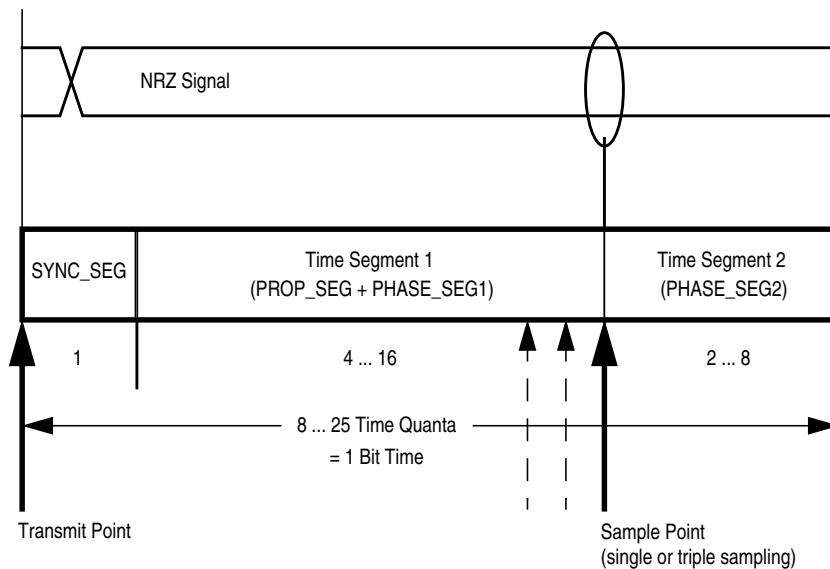 NRZ Signal
SYNC_SEG
Time Segment 1
(PROP_SEG + PHASE_SEG1)
Time Segment 2
(PHASE_SEG2)
1
4 ... 16
2 ... 8
8 ... 25 Time Quanta
= 1 Bit Time
Transmit Point
Sample Point
(single or triple sampling)